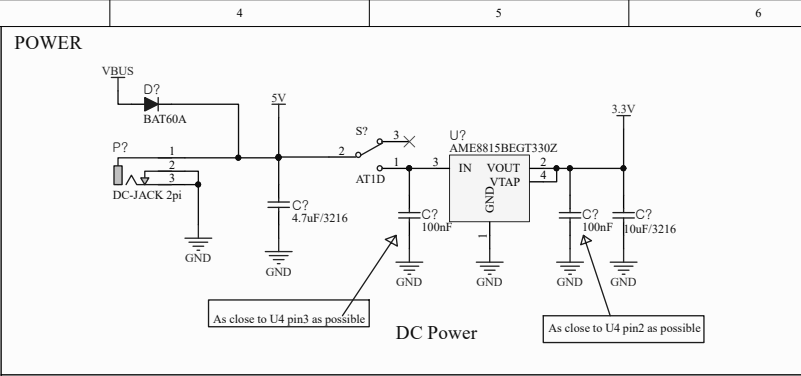 4
5
6
POWER
VBUS
D?
BAT60A
5V
P?
1
2
3
DC-JACK 2pi
GND
C?
4.7uF/3216
GND
S?
3
2
1
AT1D
C?
100nF
GND
U?
AME8815BEGT330Z
3
IN
VOUT
2
VTAP
4
GND
1
GND
3.3V
C?
100nF
GND
C?
10uF/3216
GND
As close to U4 pin3 as possible
DC Power
As close to U4 pin2 as possible